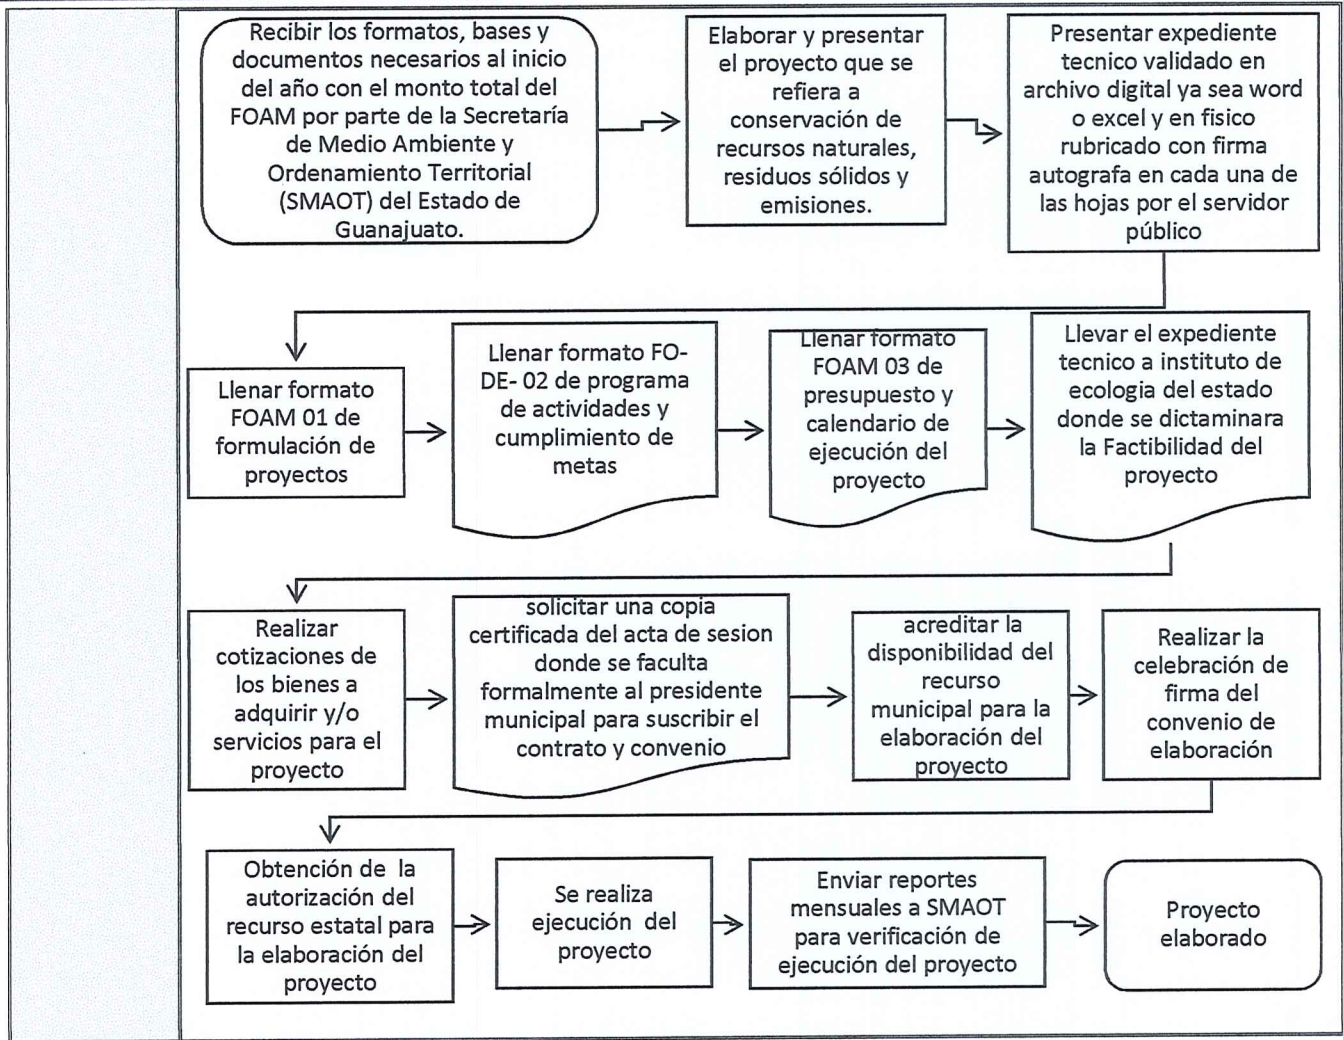 Recibir los formatos, bases y
documentos necesarios al inicio
del año con el monto total del
FOAM por parte de la Secretaría
de Medio Ambiente y
Ordenamiento Territorial
(SMAOT) del Estado de
Guanajuato.
Elaborar y presentar
el proyecto que se
refiera a
conservación de
recursos naturales,
residuos sólidos y
emisiones.
Presentar expediente
tecnico validado en
archivo digital ya sea word
o excel y en fisico
rubricado con firma
autografa en cada una de
las hojas por el servidor
público
Llenar formato
FOAM 01 de
formulación de
proyectos
Llenar formato FO-
DE- 02 de programa
de actividades y
cumplimiento de
metas
Llenar formato
FOAM 03 de
presupuesto y
calendario de
ejecución del
proyecto
Llevar el expediente
tecnico a instituto de
ecologia del estado
donde se dictaminara
la Factibilidad del
proyecto
Realizar
cotizaciones de
los bienes a
adquirir y/o
servicios para el
proyecto
solicitar una copia
certificada del acta de sesion
donde se faculta
formalmente al presidente
municipal para suscribir el
contrato y convenio
acreditar la
disponibilidad del
recurso
municipal para la
elaboración del
proyecto
Realizar la
celebración de
firma del
convenio de
elaboración
Obtención de la
autorización del
recurso estatal para
la elaboración del
proyecto
Se realiza
ejecución del
proyecto
Enviar reportes
mensuales a SMAOT
para verificación de
ejecución del proyecto
Proyecto
elaborado